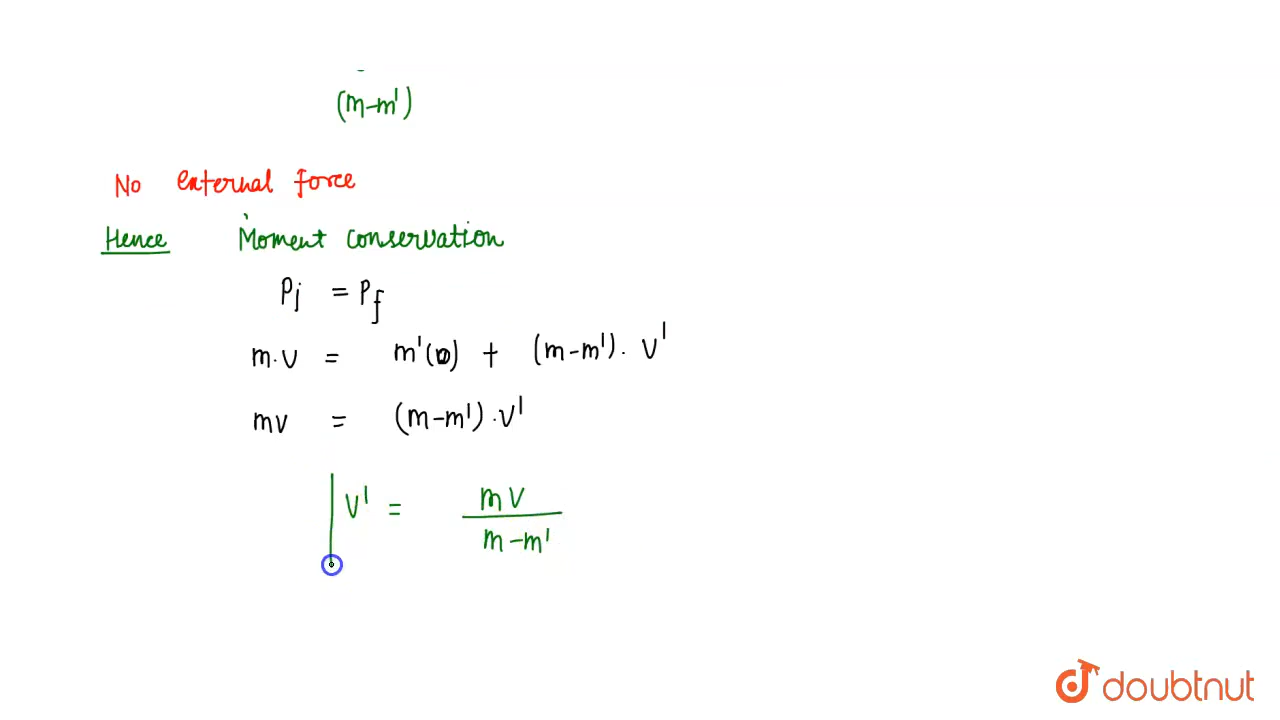 (m-m')
No external force
Hence Moment conservation
Pi = Pf
m.v = m'(0) + (m-m'). v'
mv = (m-m').v'
v' = mv / m-m'
doubtnut